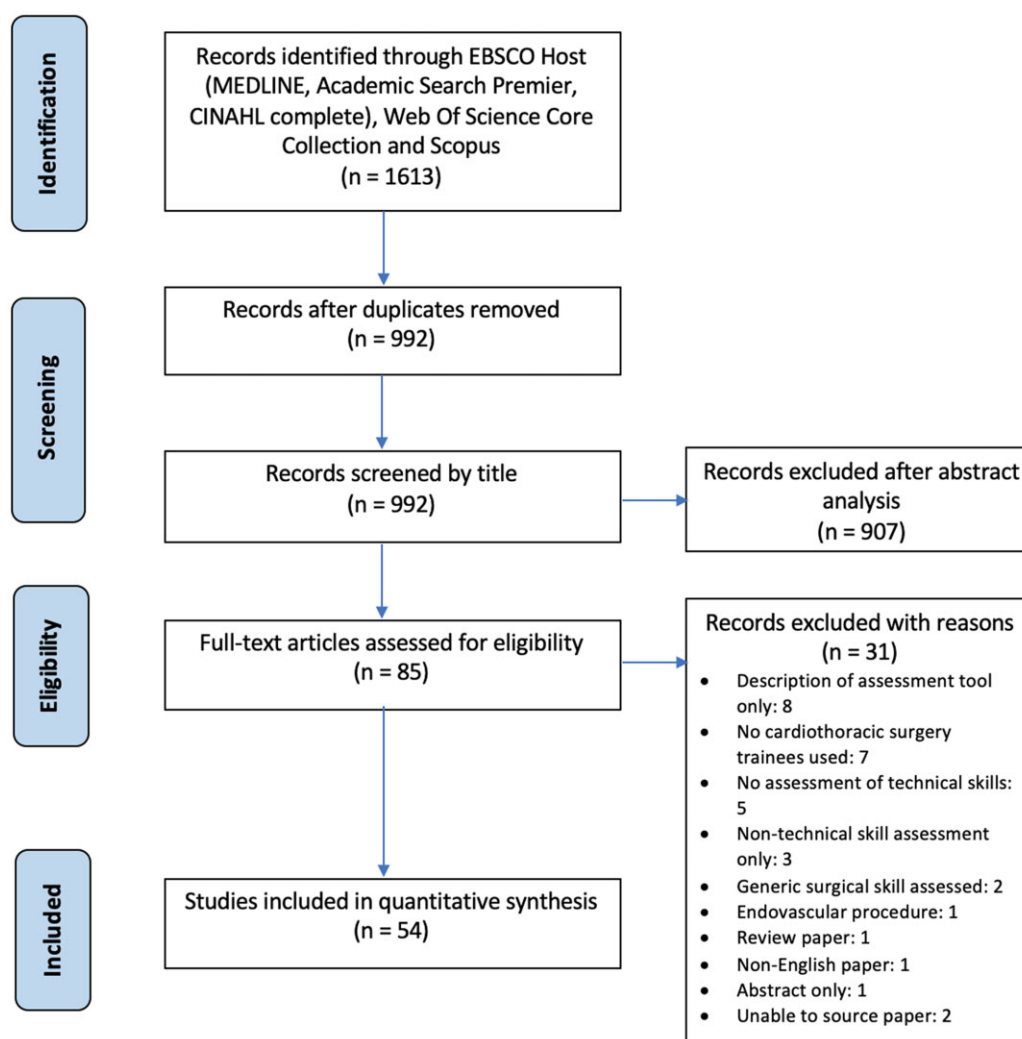 Identification
Records identified through EBSCO Host
(MEDLINE, Academic Search Premier,
CINAHL complete), Web Of Science Core
Collection and Scopus
(n = 1613)
Screening
Records after duplicates removed
(n = 992)
Records screened by title
(n = 992)
Records excluded after abstract
analysis
(n = 907)
Eligibility
Full-text articles assessed for eligibility
(n = 85)
Records excluded with reasons
(n = 31)
• Description of assessment tool
only: 8
• No cardiothoracic surgery
trainees used: 7
• No assessment of technical skills:
5
• Non-technical skill assessment
only: 3
• Generic surgical skill assessed: 2
• Endovascular procedure: 1
• Review paper: 1
• Non-English paper: 1
• Abstract only: 1
• Unable to source paper: 2
Included
Studies included in quantitative synthesis
(n = 54)